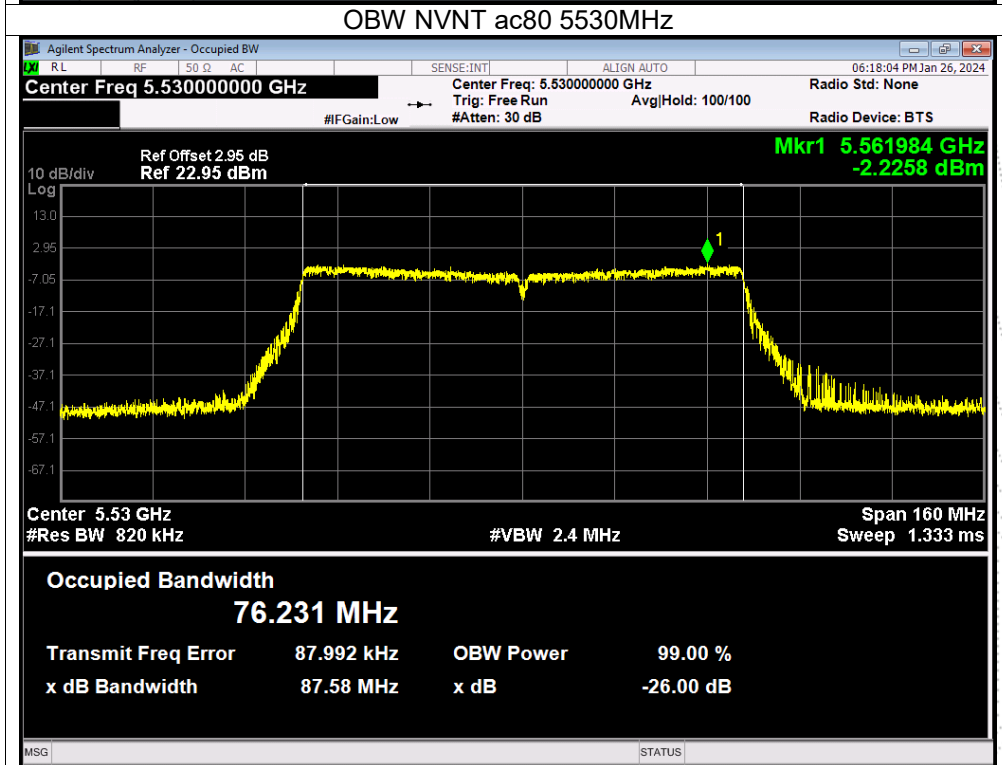 OBW NVNT ac80 5530MHz
Agilent Spectrum Analyzer - Occupied BW
LXI RL RF 50 Ω AC SENSE:INT ALIGN AUTO 06:18:04 PM Jan 26, 2024
Center Freq 5.530000000 GHz
Center Freq: 5.530000000 GHz
Radio Std: None
Trig: Free Run Avg|Hold: 100/100
#IFGain:Low #Atten: 30 dB Radio Device: BTS
Mkr1 5.561984 GHz
-2.2258 dBm
Ref Offset 2.95 dB
10 dB/div Ref 22.95 dBm
Log
13.0
2.95
-7.05
-17.1
-27.1
-37.1
-47.1
-57.1
-67.1
1
Center 5.53 GHz Span 160 MHz
#Res BW 820 kHz #VBW 2.4 MHz Sweep 1.333 ms
Occupied Bandwidth
76.231 MHz
Transmit Freq Error 87.992 kHz OBW Power 99.00 %
x dB Bandwidth 87.58 MHz x dB -26.00 dB
MSG STATUS